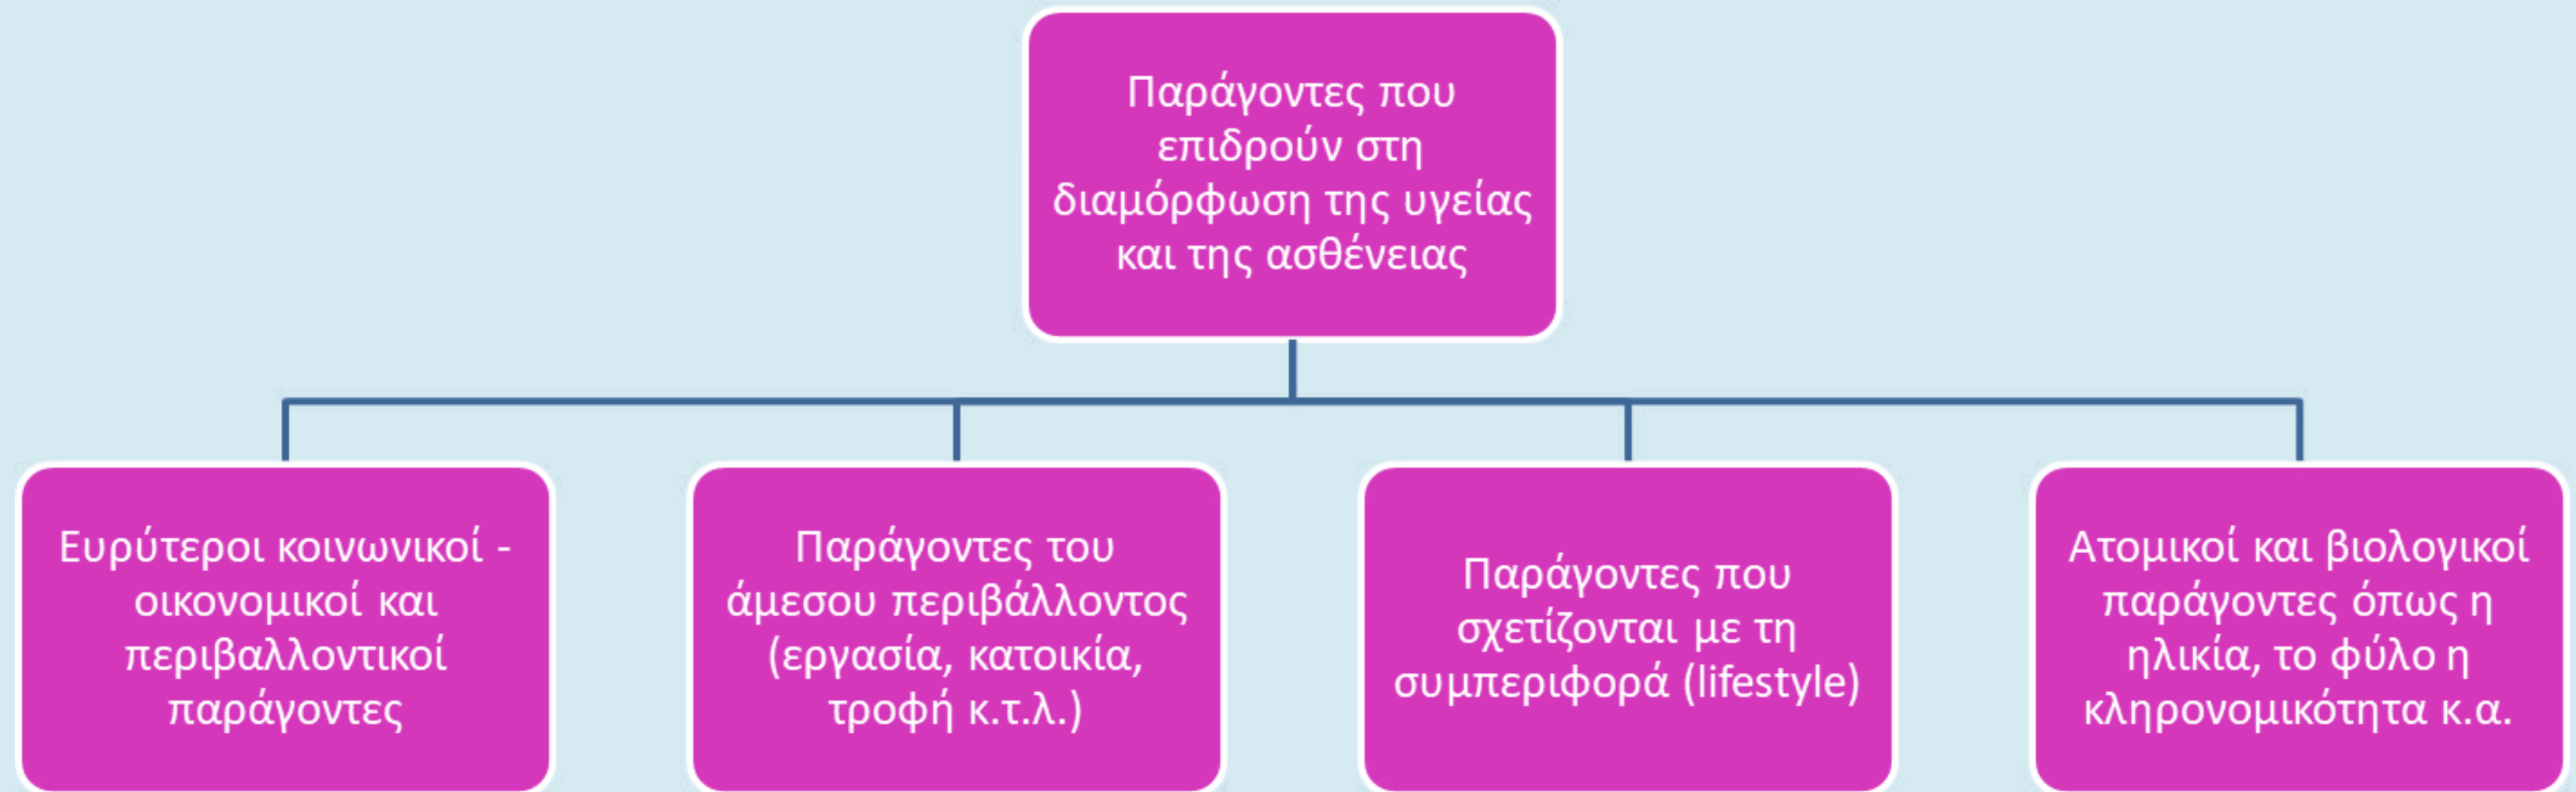 Παράγοντες που
επιδρούν στη
διαμόρφωση της υγείας
και της ασθένειας
Ευρύτεροι κοινωνικοί -
οικονομικοί και
περιβαλλοντικοί
παράγοντες
Παράγοντες του
άμεσου περιβάλλοντος
(εργασία, κατοικία,
τροφή κ.τ.λ.)
Παράγοντες που
σχετίζονται με τη
συμπεριφορά (lifestyle)
Ατομικοί και βιολογικοί
παράγοντες όπως η
ηλικία, το φύλο η
κληρονομικότητα κ.α.